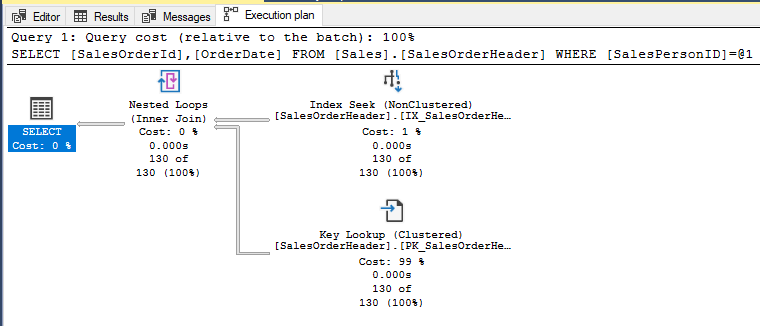 Editor Results Messages Execution plan
Query 1: Query cost (relative to the batch): 100%
SELECT [SalesOrderId],[OrderDate] FROM [Sales].[SalesOrderHeader] WHERE [SalesPersonID]=@1
SELECT
Cost: 0 %
Nested Loops
(Inner Join)
Cost: 0 %
0.000s
130 of
130 (100%)
Index Seek (NonClustered)
[SalesOrderHeader].[IX_SalesOrderHe…
Cost: 1 %
0.000s
130 of
130 (100%)
Key Lookup (Clustered)
[SalesOrderHeader].[PK_SalesOrderHe…
Cost: 99 %
0.000s
130 of
130 (100%)